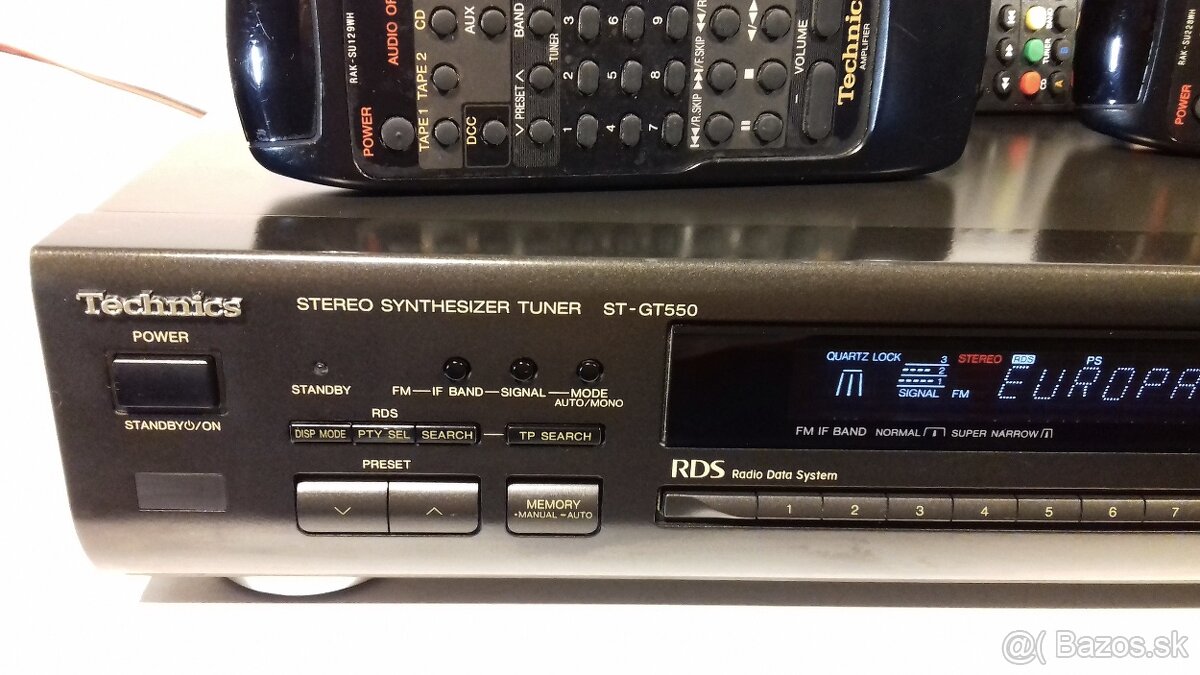 RAK-SU129WH
POWER
AUDIO
TAPE 1 TAPE 2 CD
DCC AUX
PRESET BAND
TUNER
1 2 3
4 5 6
7 8 9
R.SKIP F.SKIP
− VOLUME
Technic
AMPLIFIER
TUNER
CD
A
B
RAK-SU228WH
POWER
Technics
STEREO SYNTHESIZER TUNER ST-GT550
POWER
STANDBY⏻/ON
STANDBY
FM—IF BAND—SIGNAL—MODE
AUTO/MONO
RDS
DISP MODE PTY SEL SEARCH TP SEARCH
PRESET
MEMORY
•MANUAL –AUTO
QUARTZ LOCK 3 STEREO RDS PS
2
1
SIGNAL FM EUROPA
FM IF BAND NORMAL SUPER NARROW
RDS Radio Data System
1 2 3 4 5 6 7
@( Bazos.sk